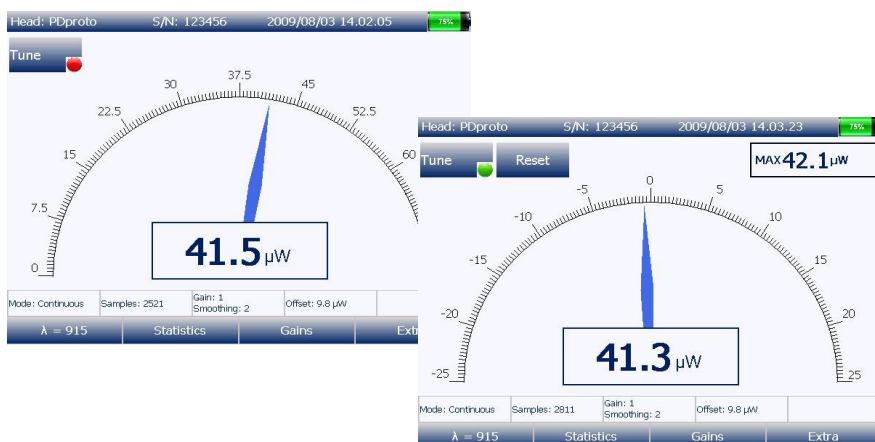 Head: PDproto S/N: 123456 2009/08/03 14.02.05 75%
Tune
0
7.5
15
22.5
30
37.5
45
52.5
60
41.5 µW
Mode: Continuous Samples: 2521 Gain: 1 Offset: 9.8 µW
Smoothing: 2
λ = 915 Statistics Gains Extr
Head: PDproto S/N: 123456 2009/08/03 14.03.23 75%
Tune Reset MAX 42.1 µW
-25
-20
-15
-10
-5
0
5
10
15
20
25
41.3 µW
Mode: Continuous Samples: 2811 Gain: 1 Offset: 9.8 µW
Smoothing: 2
λ = 915 Statistics Gains Extra